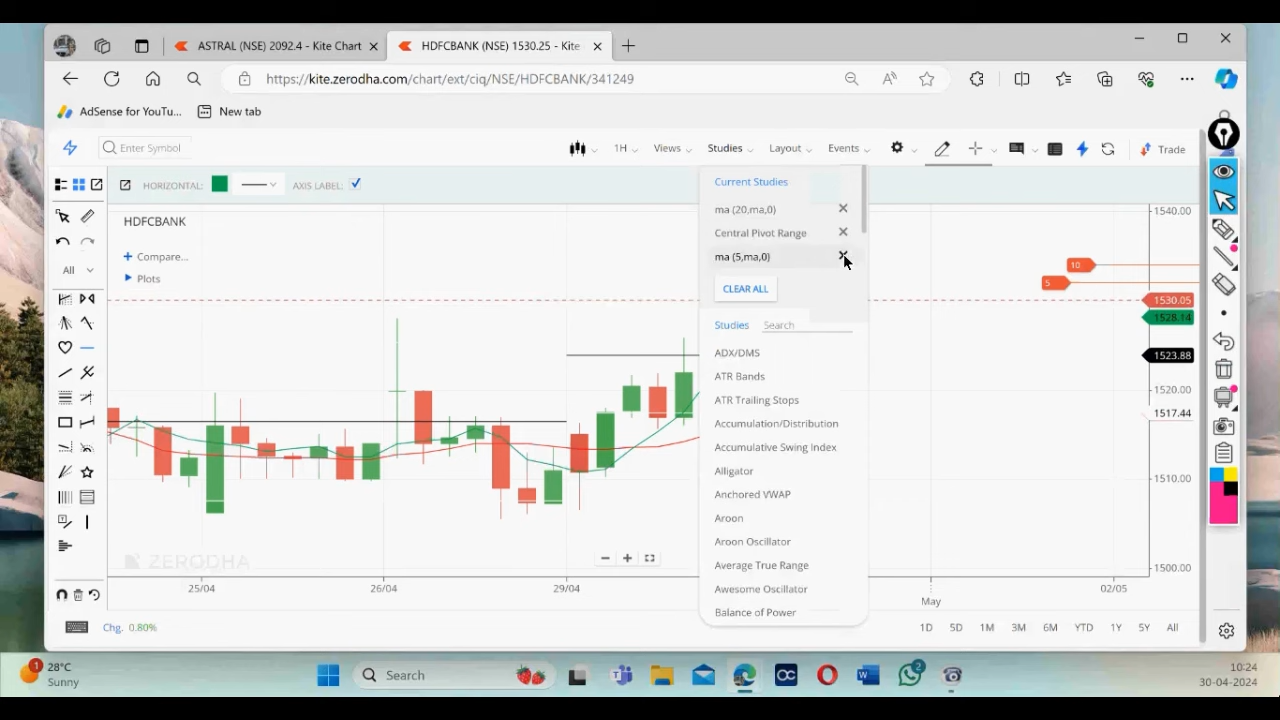 ASTRAL (NSE) 2092.4 - Kite Chart
HDFCBANK (NSE) 1530.25 - Kite
https://kite.zerodha.com/chart/ext/ciq/NSE/HDFCBANK/341249
AdSense for YouTu...
New tab
Enter Symbol
1H
Views
Studies
Layout
Events
Trade
HORIZONTAL:
AXIS LABEL:
HDFCBANK
Compare...
Plots
All
Current Studies
ma (20,ma,0)
Central Pivot Range
ma (5,ma,0)
CLEAR ALL
Studies
Search
ADX/DMS
ATR Bands
ATR Trailing Stops
Accumulation/Distribution
Accumulative Swing Index
Alligator
Anchored VWAP
Aroon
Aroon Oscillator
Average True Range
Awesome Oscillator
Balance of Power
1540.00
10
5
1530.05
1528.14
1523.88
1520.00
1517.44
1510.00
1500.00
ZERODHA
25/04
26/04
29/04
May
02/05
Chg. 0.80%
1D
5D
1M
3M
6M
YTD
1Y
5Y
All
1
28°C
Sunny
Search
2
10:24
30-04-2024